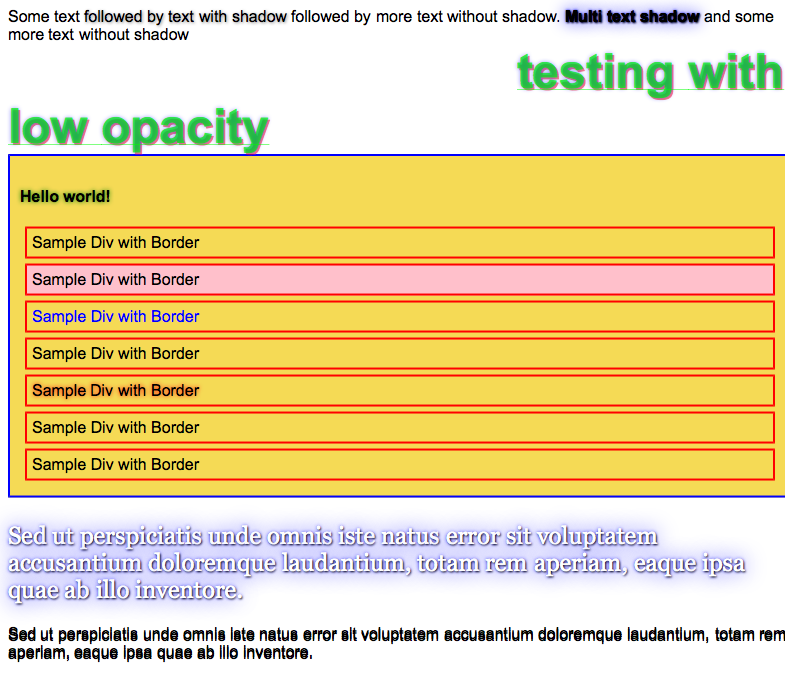 Some text followed by text with shadow followed by more text without shadow. Multi text shadow and some
more text without shadow
testing with
low opacity
Hello world!
Sample Div with Border
Sample Div with Border
Sample Div with Border
Sample Div with Border
Sample Div with Border
Sample Div with Border
Sample Div with Border
Sed ut perspiciatis unde omnis iste natus error sit voluptatem
accusantium doloremque laudantium, totam rem aperiam, eaque ipsa
quae ab illo inventore.
Sed ut perspiciatis unde omnis iste natus error sit voluptatem accusantium doloremque laudantium, totam rem
aperiam, eaque ipsa quae ab illo inventore.